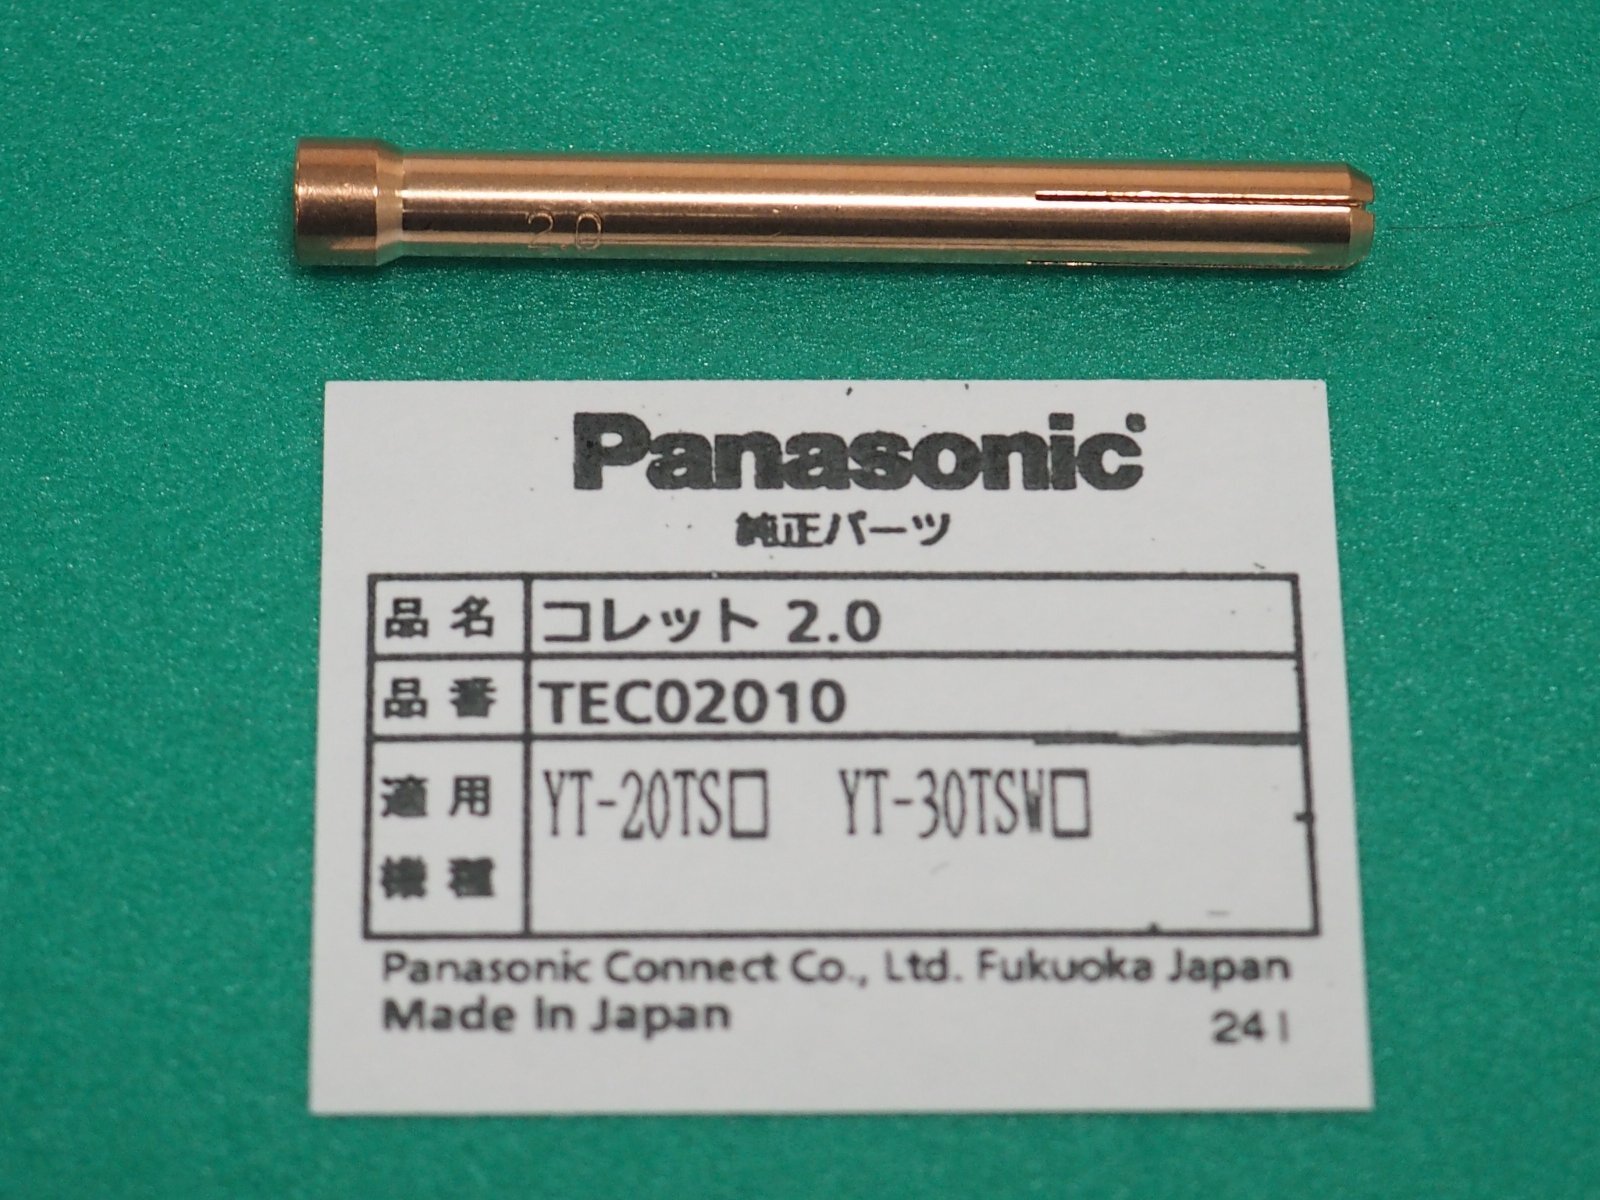 2.0
Panasonic
純正パーツ
品名 コレット 2.0
品番 TEC02010
適用機種 YT-20TS□ YT-30TSW□
Panasonic Connect Co., Ltd. Fukuoka Japan
Made In Japan
24I